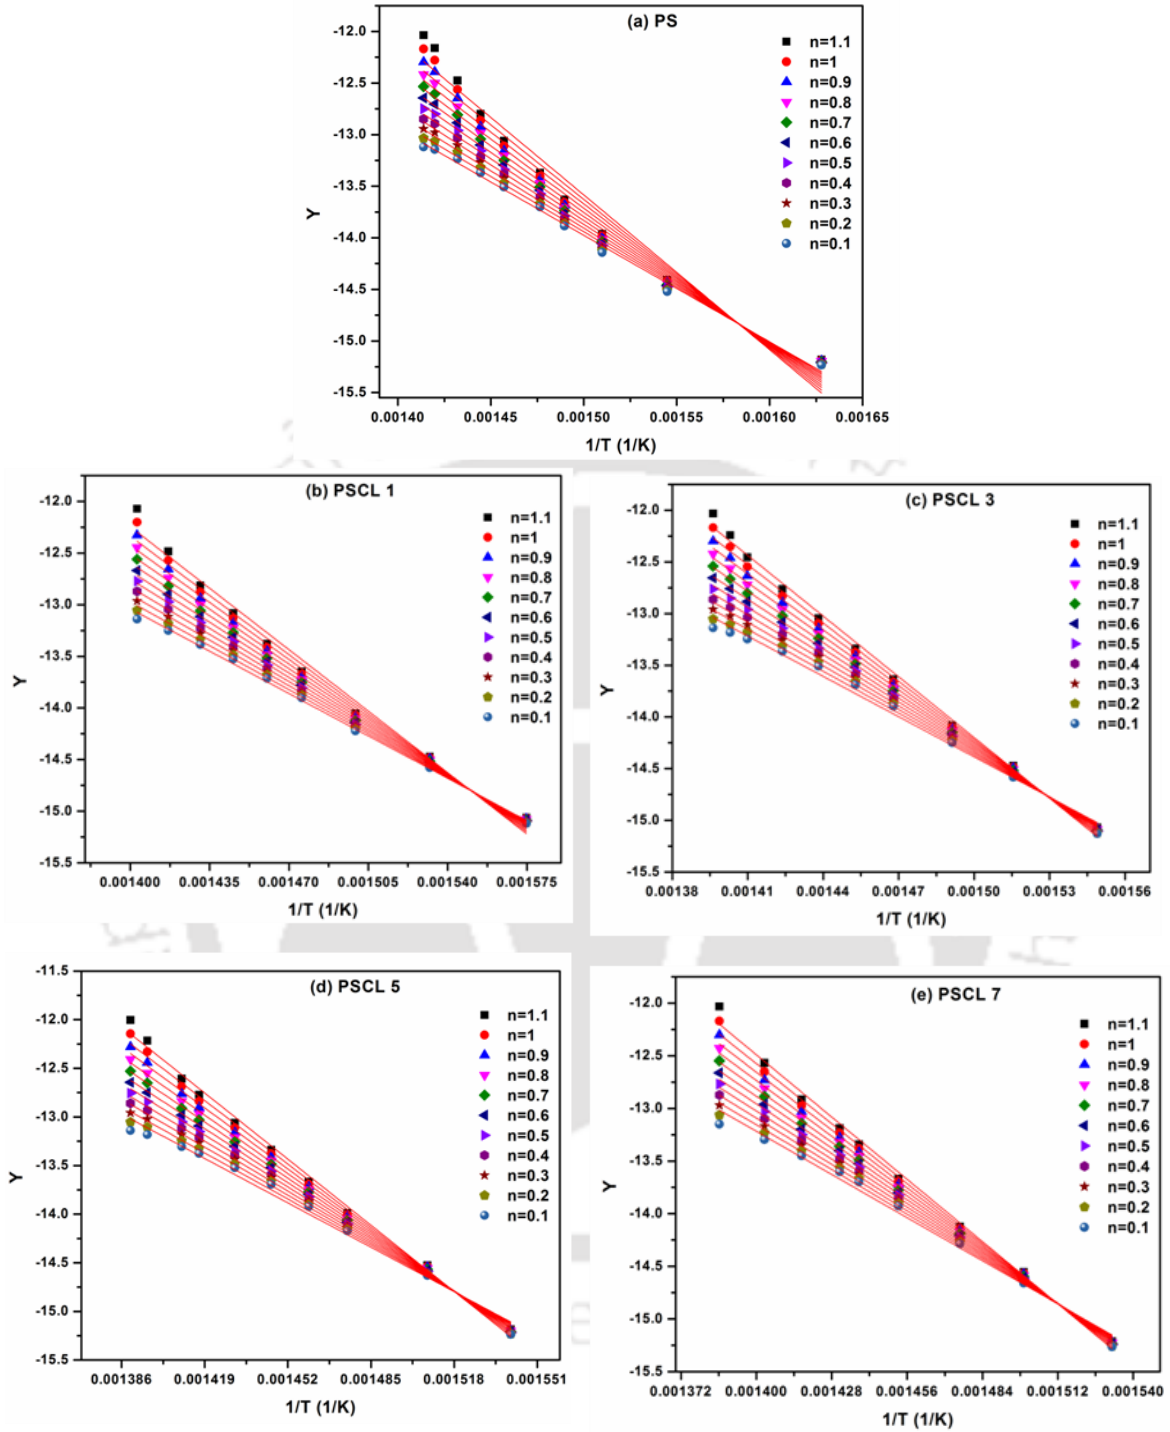 (a) PS
-12.0
-12.5
-13.0
-13.5
-14.0
-14.5
-15.0
-15.5
Y
n=1.1
n=1
n=0.9
n=0.8
n=0.7
n=0.6
n=0.5
n=0.4
n=0.3
n=0.2
n=0.1
0.00140 0.00145 0.00150 0.00155 0.00160 0.00165
1/T (1/K)
(b) PSCL 1
-12.0
-12.5
-13.0
-13.5
-14.0
-14.5
-15.0
-15.5
Y
n=1.1
n=1
n=0.9
n=0.8
n=0.7
n=0.6
n=0.5
n=0.4
n=0.3
n=0.2
n=0.1
0.001400 0.001435 0.001470 0.001505 0.001540 0.001575
1/T (1/K)
(c) PSCL 3
-12.0
-12.5
-13.0
-13.5
-14.0
-14.5
-15.0
-15.5
Y
n=1.1
n=1
n=0.9
n=0.8
n=0.7
n=0.6
n=0.5
n=0.4
n=0.3
n=0.2
n=0.1
0.00138 0.00141 0.00144 0.00147 0.00150 0.00153 0.00156
1/T (1/K)
(d) PSCL 5
-11.5
-12.0
-12.5
-13.0
-13.5
-14.0
-14.5
-15.0
-15.5
Y
n=1.1
n=1
n=0.9
n=0.8
n=0.7
n=0.6
n=0.5
n=0.4
n=0.3
n=0.2
n=0.1
0.001386 0.001419 0.001452 0.001485 0.001518 0.001551
1/T (1/K)
(e) PSCL 7
-12.0
-12.5
-13.0
-13.5
-14.0
-14.5
-15.0
-15.5
Y
n=1.1
n=1
n=0.9
n=0.8
n=0.7
n=0.6
n=0.5
n=0.4
n=0.3
n=0.2
n=0.1
0.001372 0.001400 0.001428 0.001456 0.001484 0.001512 0.001540
1/T (1/K)